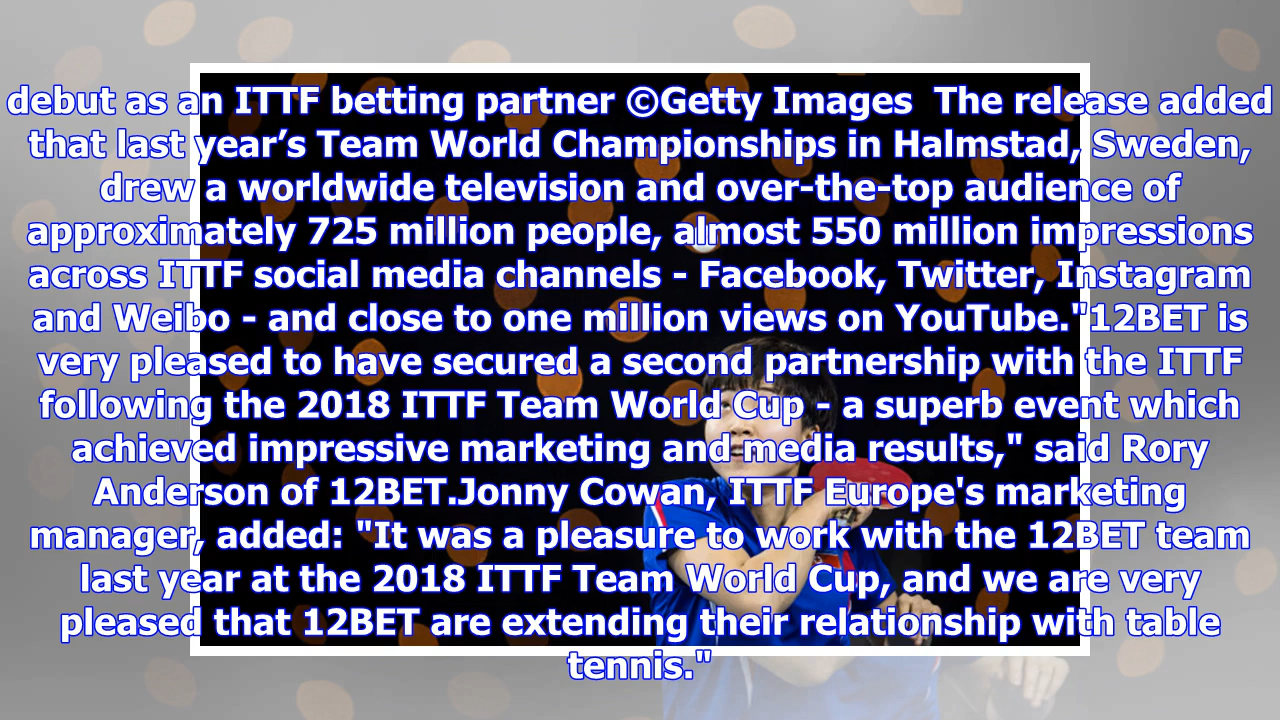 debut as an ITTF betting partner ©Getty Images  The release added
that last year’s Team World Championships in Halmstad, Sweden,
drew a worldwide television and over-the-top audience of
approximately 725 million people, almost 550 million impressions
across ITTF social media channels - Facebook, Twitter, Instagram
and Weibo - and close to one million views on YouTube."12BET is
very pleased to have secured a second partnership with the ITTF
following the 2018 ITTF Team World Cup - a superb event which
achieved impressive marketing and media results," said Rory
Anderson of 12BET.Jonny Cowan, ITTF Europe's marketing
manager, added: "It was a pleasure to work with the 12BET team
last year at the 2018 ITTF Team World Cup, and we are very
pleased that 12BET are extending their relationship with table
tennis."